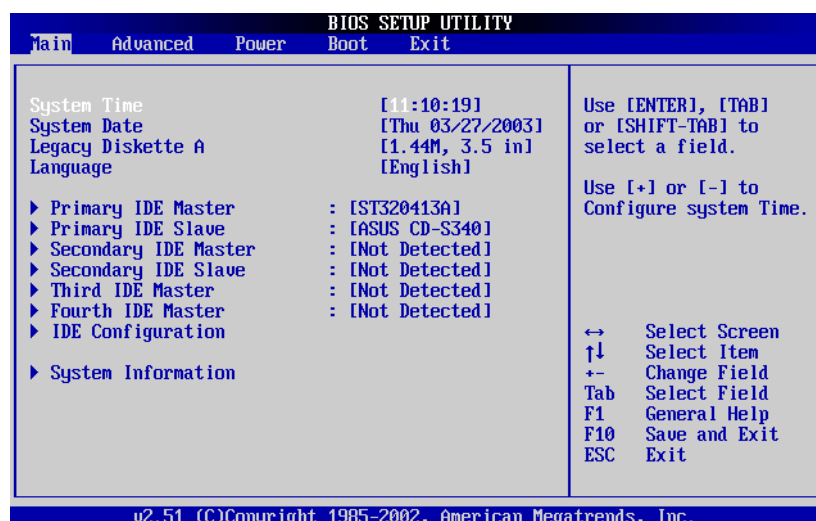 BIOS SETUP UTILITY
Main Advanced Power Boot Exit
System Time [11:10:19]
System Date [Thu 03/27/2003]
Legacy Diskette A [1.44M, 3.5 in]
Language [English]
Primary IDE Master : [ST320413A]
Primary IDE Slave : [ASUS CD-S340]
Secondary IDE Master : [Not Detected]
Secondary IDE Slave : [Not Detected]
Third IDE Master : [Not Detected]
Fourth IDE Master : [Not Detected]
IDE Configuration
System Information
Use [ENTER], [TAB]
or [SHIFT-TAB] to
select a field.
Use [+] or [-] to
Configure system Time.
↔ Select Screen
↑↓ Select Item
+- Change Field
Tab Select Field
F1 General Help
F10 Save and Exit
ESC Exit
v2.51 (C)Copyright 1985-2002, American Megatrends, Inc.